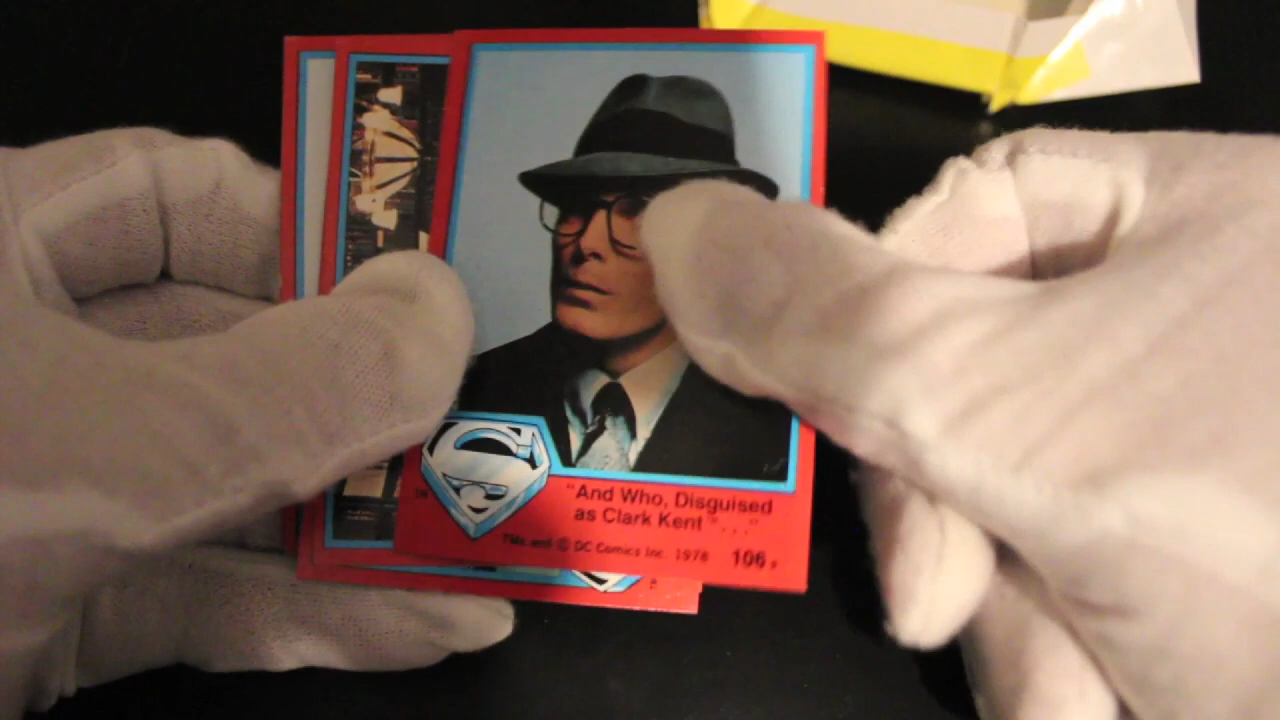 "And Who, Disguised
as Clark Kent" . . ."
TM and © DC Comics Inc. 1978 106